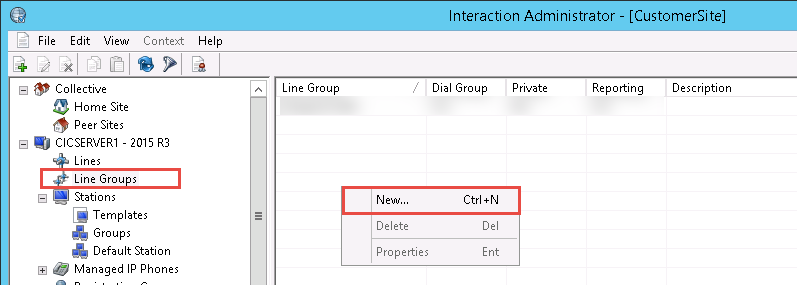 Interaction Administrator - [CustomerSite]
File Edit View Context Help
Collective
Home Site
Peer Sites
CICSERVER1 - 2015 R3
Lines
Line Groups
Stations
Templates
Groups
Default Station
Managed IP Phones
Line Group / Dial Group Private Reporting Description
New... Ctrl+N
Delete Del
Properties Ent